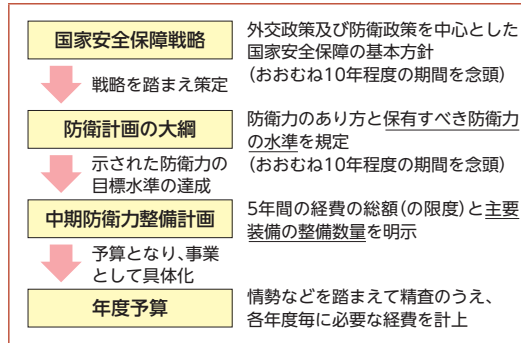 国家安全保障戦略
外交政策及び防衛政策を中心とした
国家安全保障の基本方針
(おおむね10年程度の期間を念頭)
戦略を踏まえ策定
防衛計画の大綱
防衛力のあり方と保有すべき防衛力
の水準を規定
(おおむね10年程度の期間を念頭)
示された防衛力の
目標水準の達成
中期防衛力整備計画
5年間の経費の総額(の限度)と主要
装備の整備数量を明示
予算となり、事業
として具体化
年度予算
情勢などを踏まえて精査のうえ、
各年度毎に必要な経費を計上